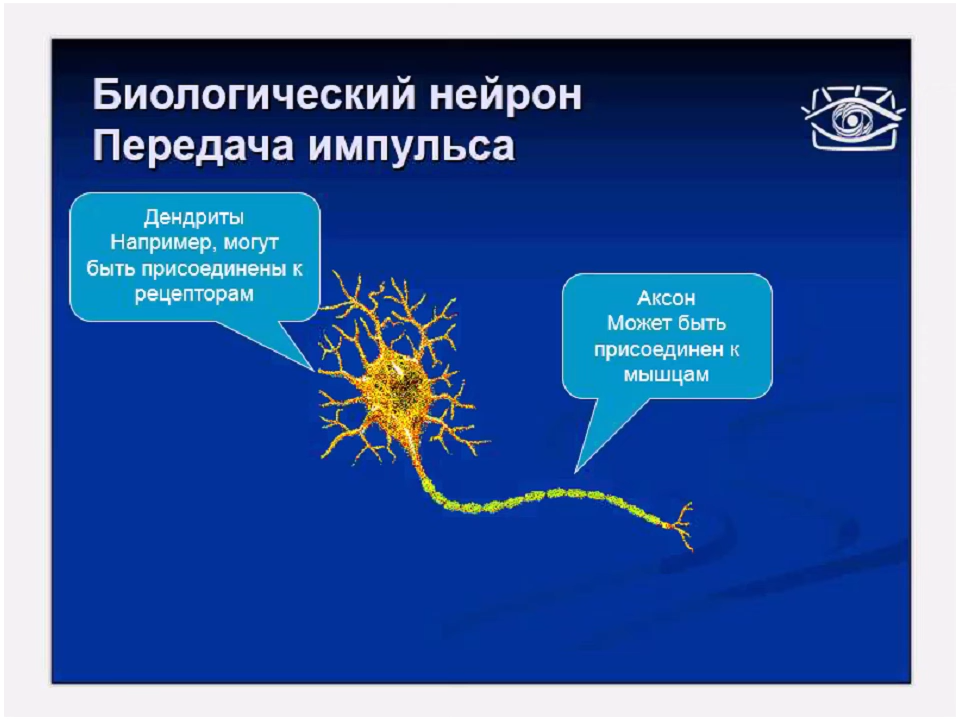 Биологический нейрон
Передача импульса
Дендриты
Например, могут
быть присоединены к
рецепторам
Аксон
Может быть
присоединен к
мышцам